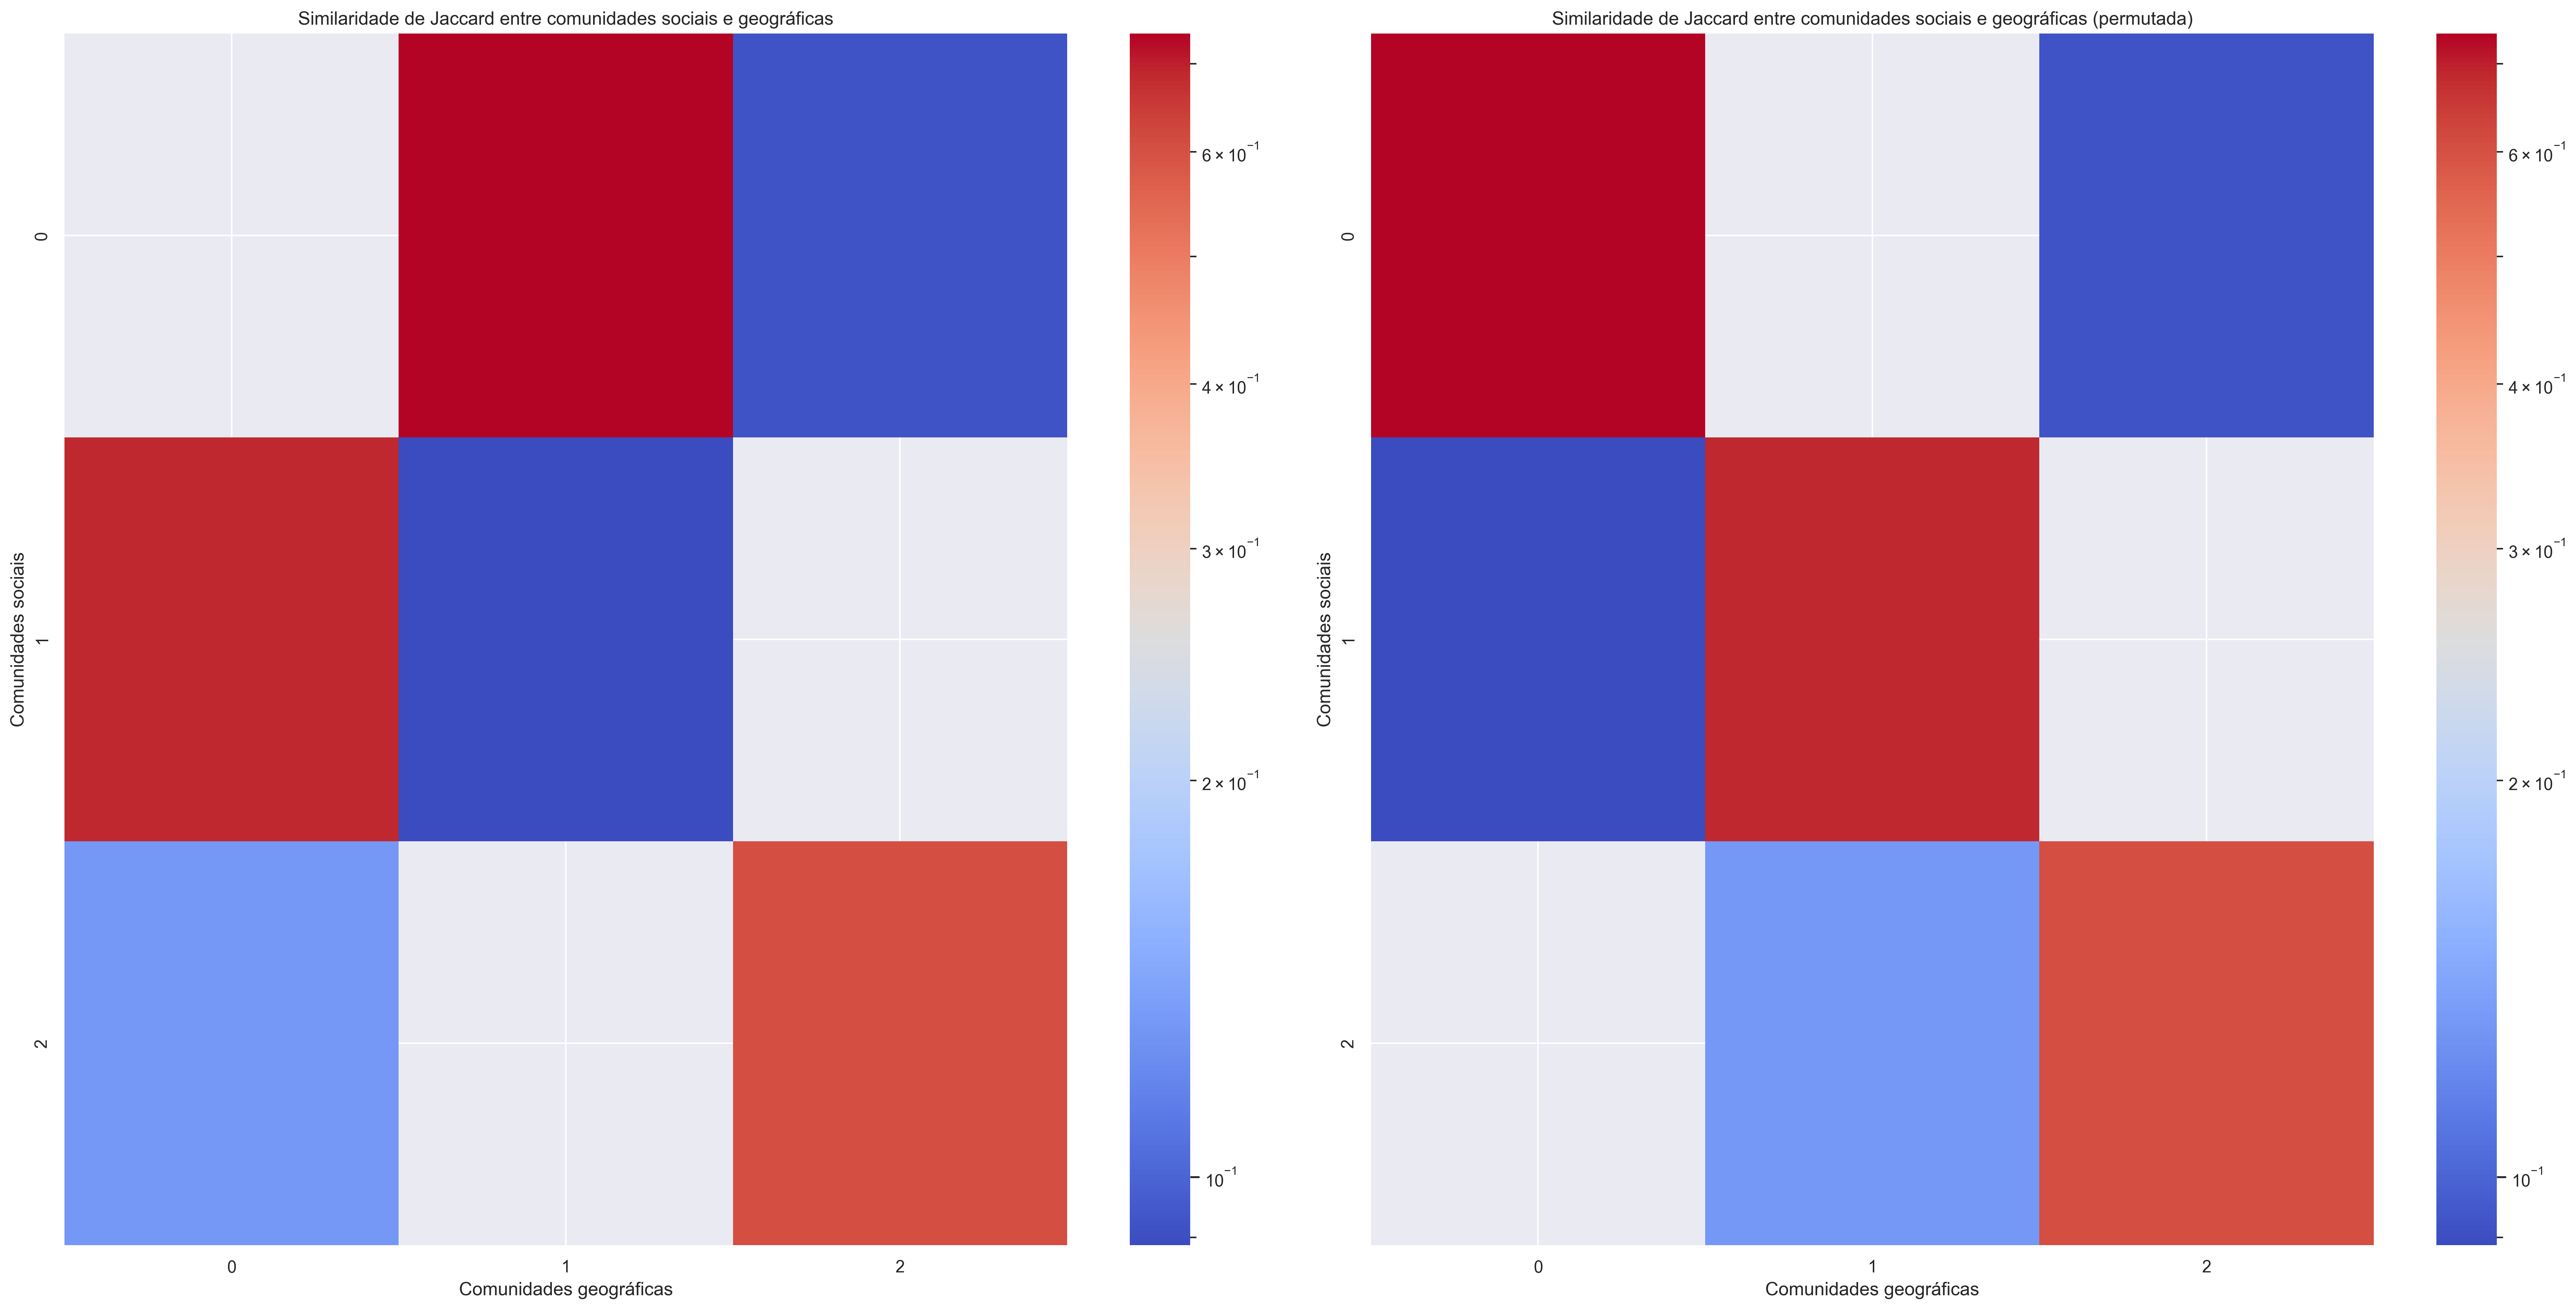 Similaridade de Jaccard entre comunidades sociais e geográficas
Comunidades sociais
0
1
2
0 1 2
Comunidades geográficas
6 × 10⁻¹
4 × 10⁻¹
3 × 10⁻¹
2 × 10⁻¹
10⁻¹
Similaridade de Jaccard entre comunidades sociais e geográficas (permutada)
Comunidades sociais
0
1
2
0 1 2
Comunidades geográficas
6 × 10⁻¹
4 × 10⁻¹
3 × 10⁻¹
2 × 10⁻¹
10⁻¹